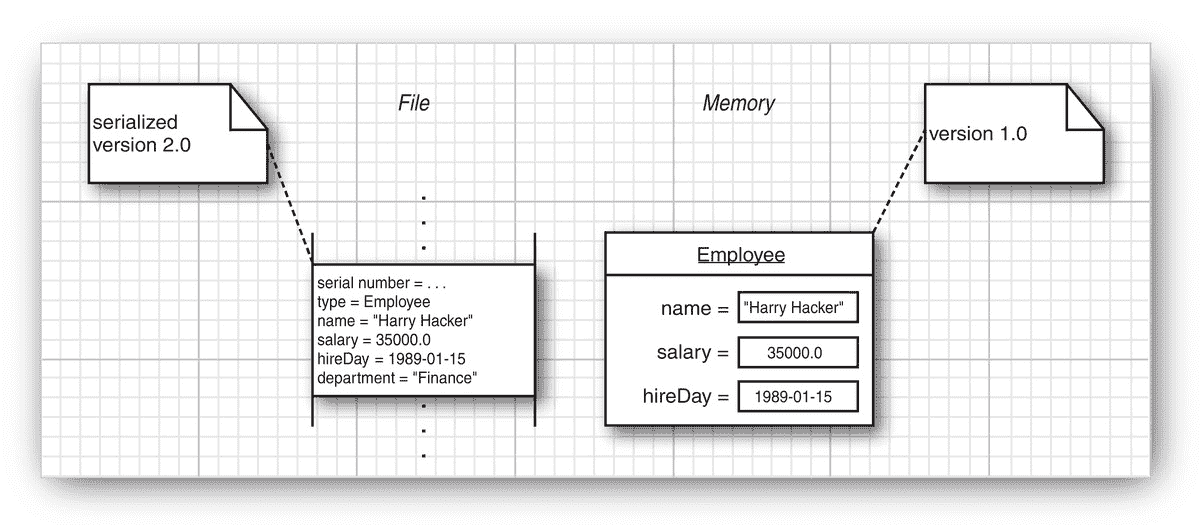 File
Memory
serialized
version 2.0
version 1.0
serial number = . . .
type = Employee
name = "Harry Hacker"
salary = 35000.0
hireDay = 1989-01-15
department = "Finance"
Employee
name = "Harry Hacker"
salary = 35000.0
hireDay = 1989-01-15